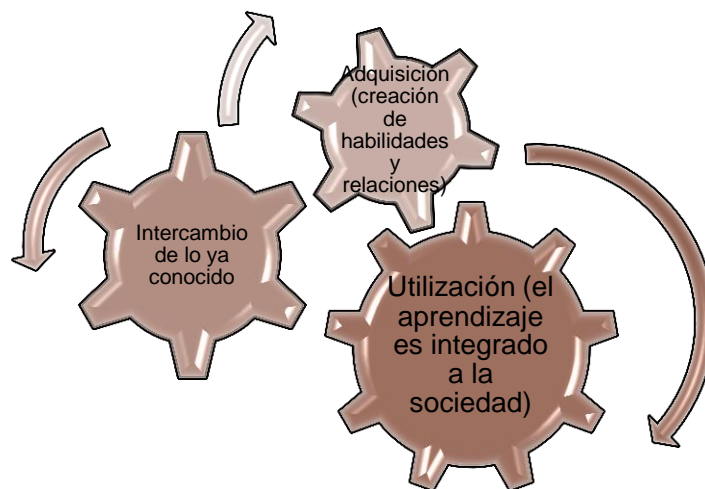 Adquisición
(creación
de
habilidades
y
relaciones)
Intercambio
de lo ya
conocido
Utilización (el
aprendizaje
es integrado
a la
sociedad)